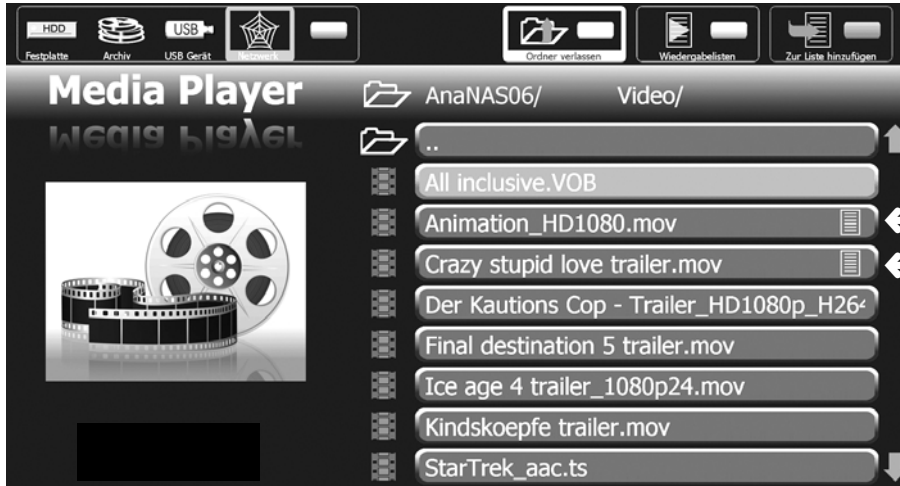 HDD
USB
Festplatte
Archiv
USB Gerät
Netzwerk
Ordner verlassen
Wiedergabelisten
Zur Liste hinzufügen
Media Player
AnaNAS06/ Video/
..
All inclusive.VOB
Animation_HD1080.mov
Crazy stupid love trailer.mov
Der Kautions Cop - Trailer_HD1080p_H264
Final destination 5 trailer.mov
Ice age 4 trailer_1080p24.mov
Kindskoepfe trailer.mov
StarTrek_aac.ts